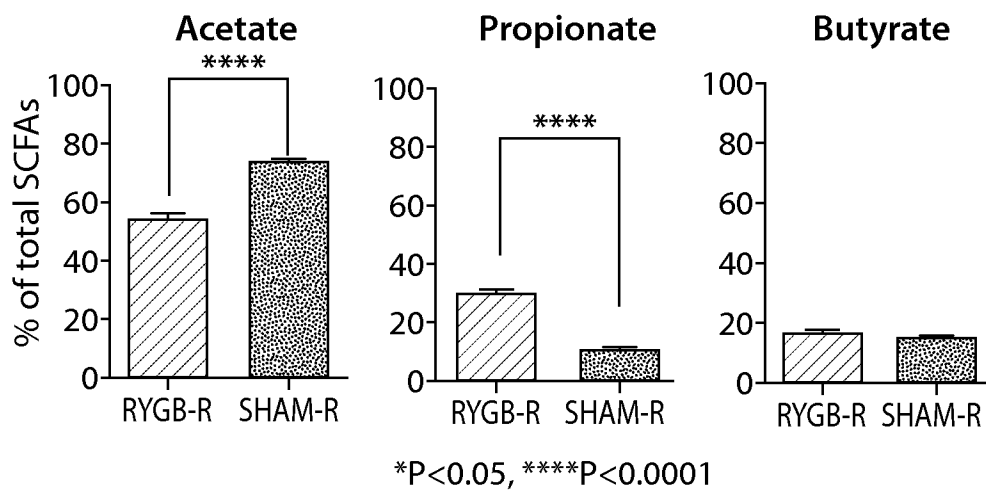 Acetate
****
% of total SCFAs
100
80
60
40
20
0
RYGB-R SHAM-R
Propionate
****
100
80
60
40
20
0
RYGB-R SHAM-R
Butyrate
100
80
60
40
20
0
RYGB-R SHAM-R
*P<0.05, ****P<0.0001